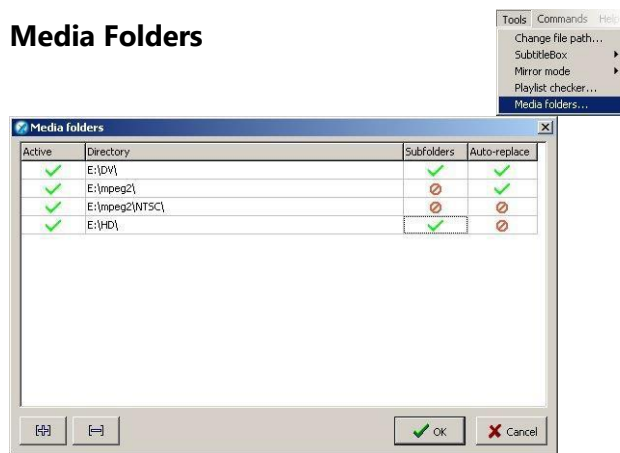 Media Folders
Tools Commands Help
Change file path...
SubtitleBox
Mirror mode
Playlist checker...
Media folders...
Media folders
Active Directory Subfolders Auto-replace
E:\DV\
E:\mpeg2\
E:\mpeg2\NTSC\
E:\HD\
OK Cancel